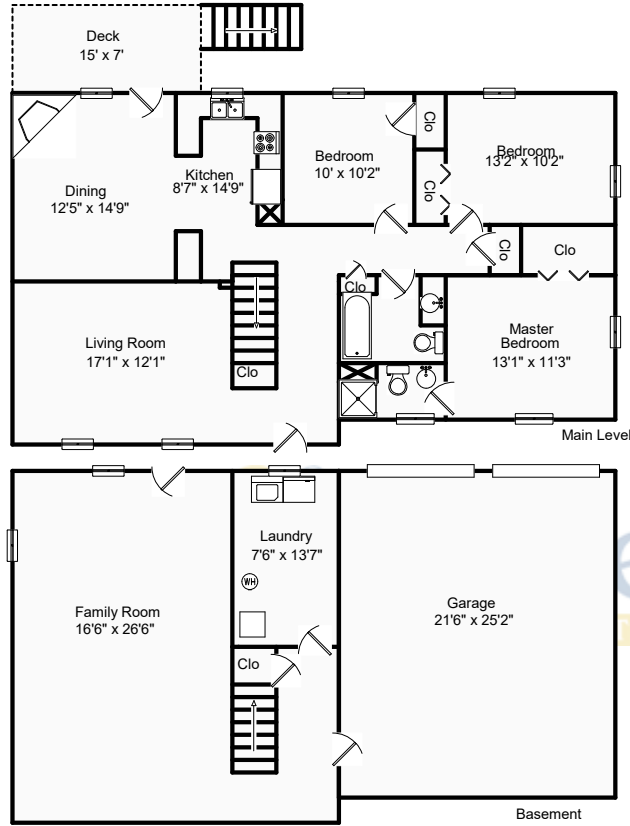 Deck
15' x 7'
Clo
Bedroom
13'2" x 10'2"
Bedroom
10' x 10'2"
Kitchen
8'7" x 14'9"
Dining
12'5" x 14'9"
Clo
Clo
Clo
Clo
Living Room
17'1" x 12'1"
Master
Bedroom
13'1" x 11'3"
Clo
Main Level
Laundry
7'6" x 13'7"
WH
Family Room
16'6" x 26'6"
Garage
21'6" x 25'2"
Clo
Basement